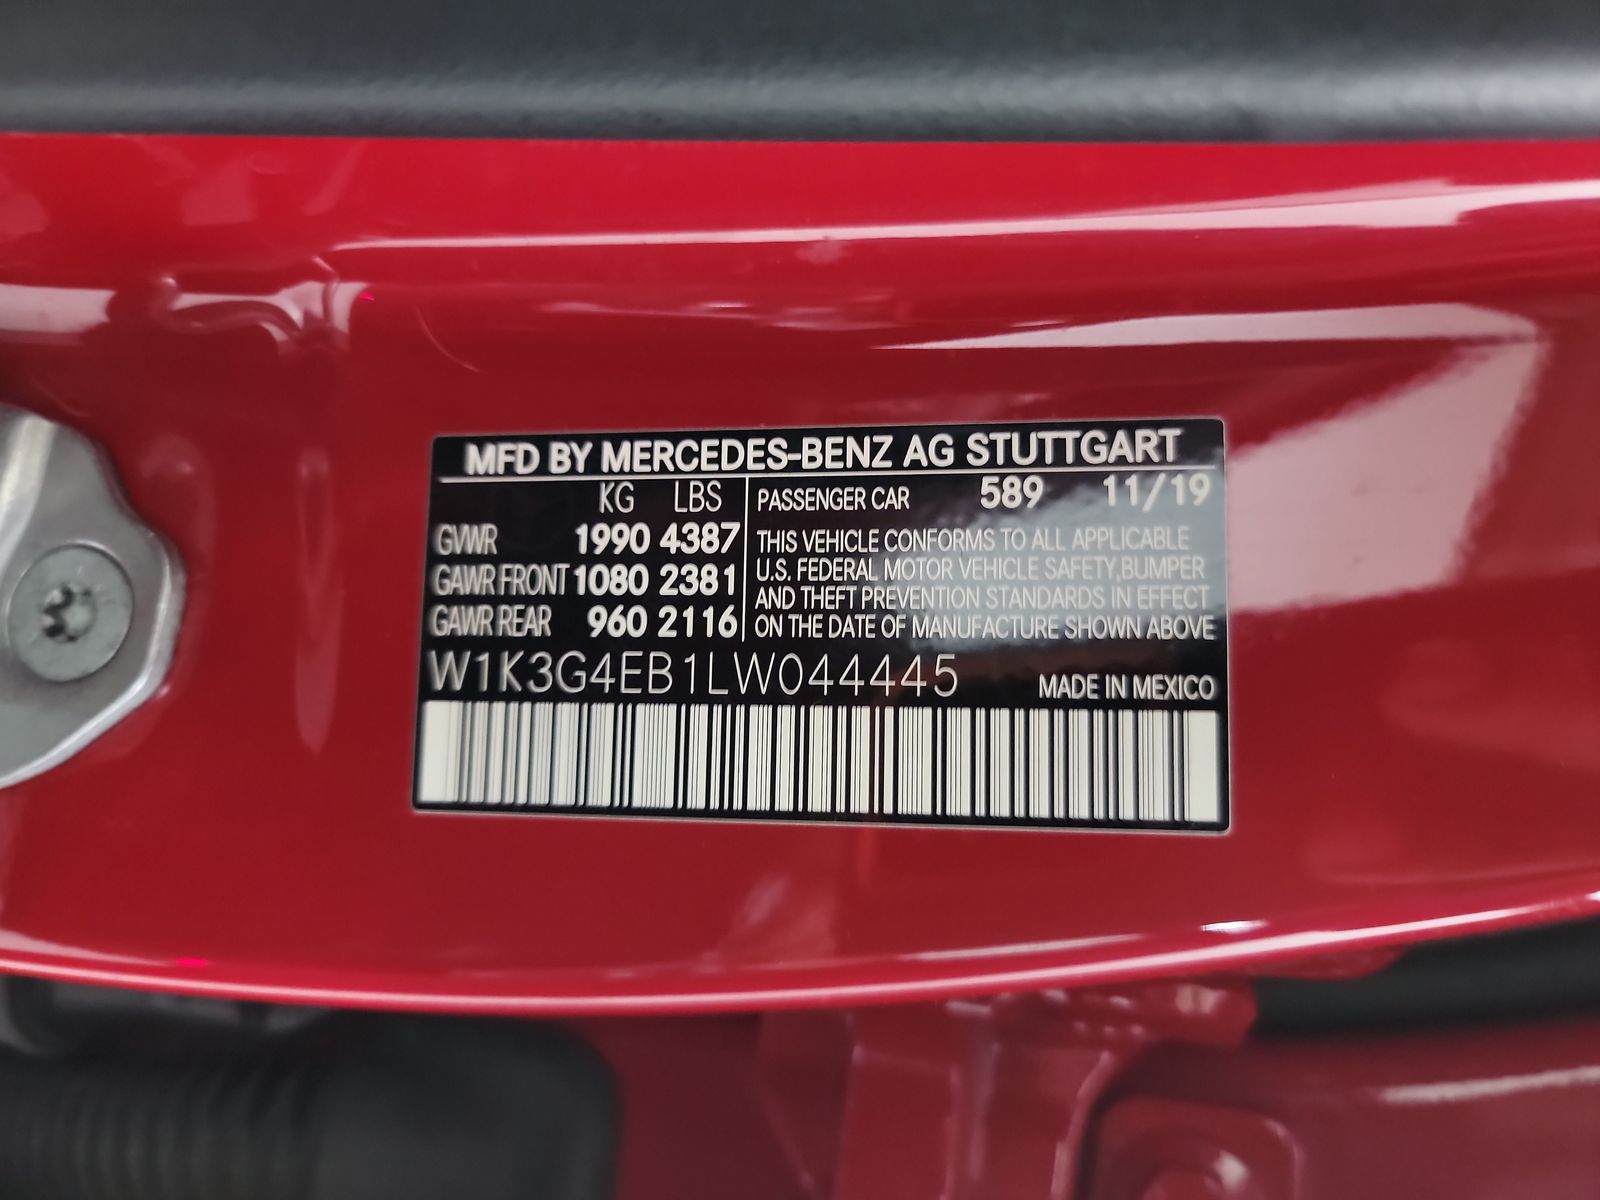 MFD BY MERCEDES-BENZ AG STUTTGART
KG LBS
GVWR 1990 4387
GAWR FRONT 1080 2381
GAWR REAR 960 2116
PASSENGER CAR 589 11/19
THIS VEHICLE CONFORMS TO ALL APPLICABLE
U.S. FEDERAL MOTOR VEHICLE SAFETY,BUMPER
AND THEFT PREVENTION STANDARDS IN EFFECT
ON THE DATE OF MANUFACTURE SHOWN ABOVE
W1K3G4EB1LW044445
MADE IN MEXICO